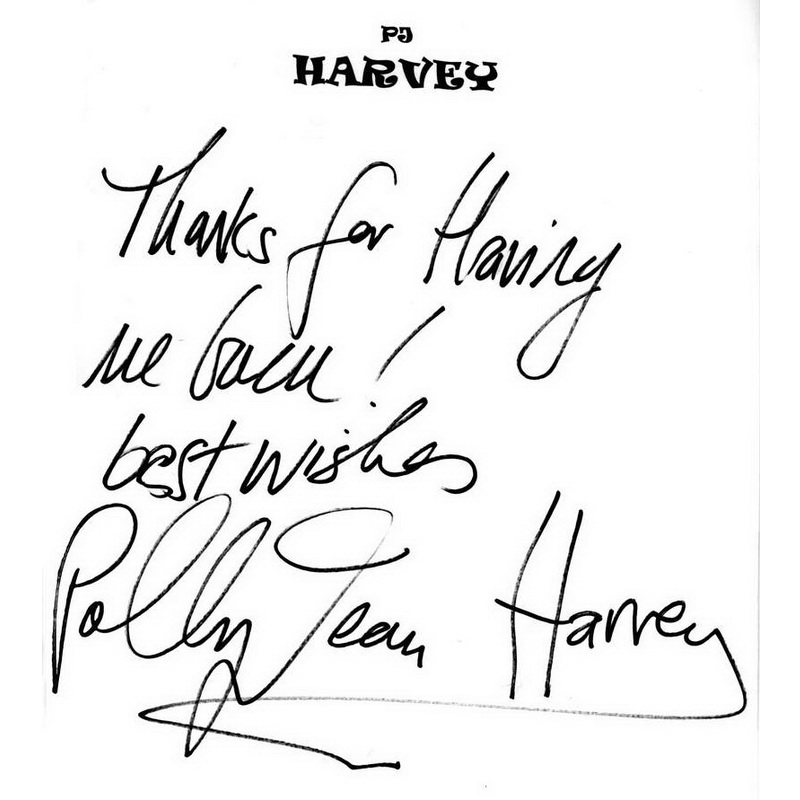 PJ
HARVEY
Thanks for Having
me back!
best wishes
Polly Jean Harvey